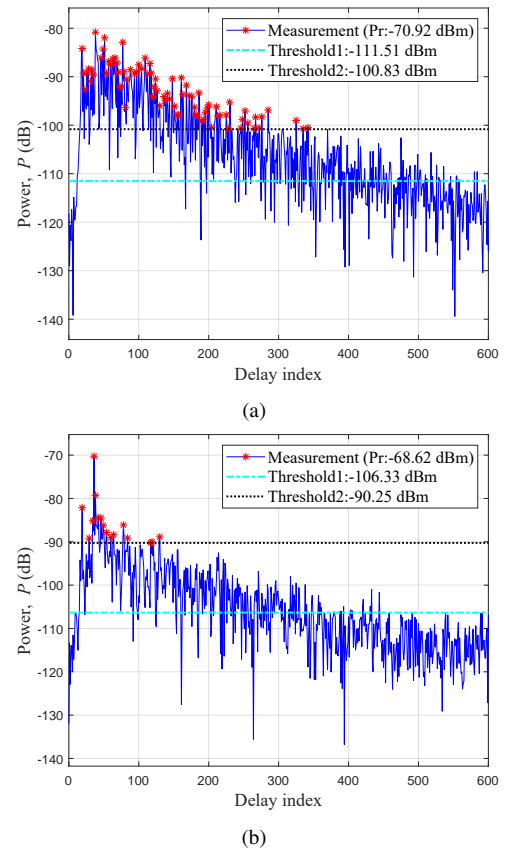 -80
-90
-100
-110
-120
-130
-140
Power, P (dB)
Measurement (Pr:-70.92 dBm)
Threshold1:-111.51 dBm
Threshold2:-100.83 dBm
0 100 200 300 400 500 600
Delay index
(a)
-70
-80
-90
-100
-110
-120
-130
-140
Power, P (dB)
Measurement (Pr:-68.62 dBm)
Threshold1:-106.33 dBm
Threshold2:-90.25 dBm
0 100 200 300 400 500 600
Delay index
(b)